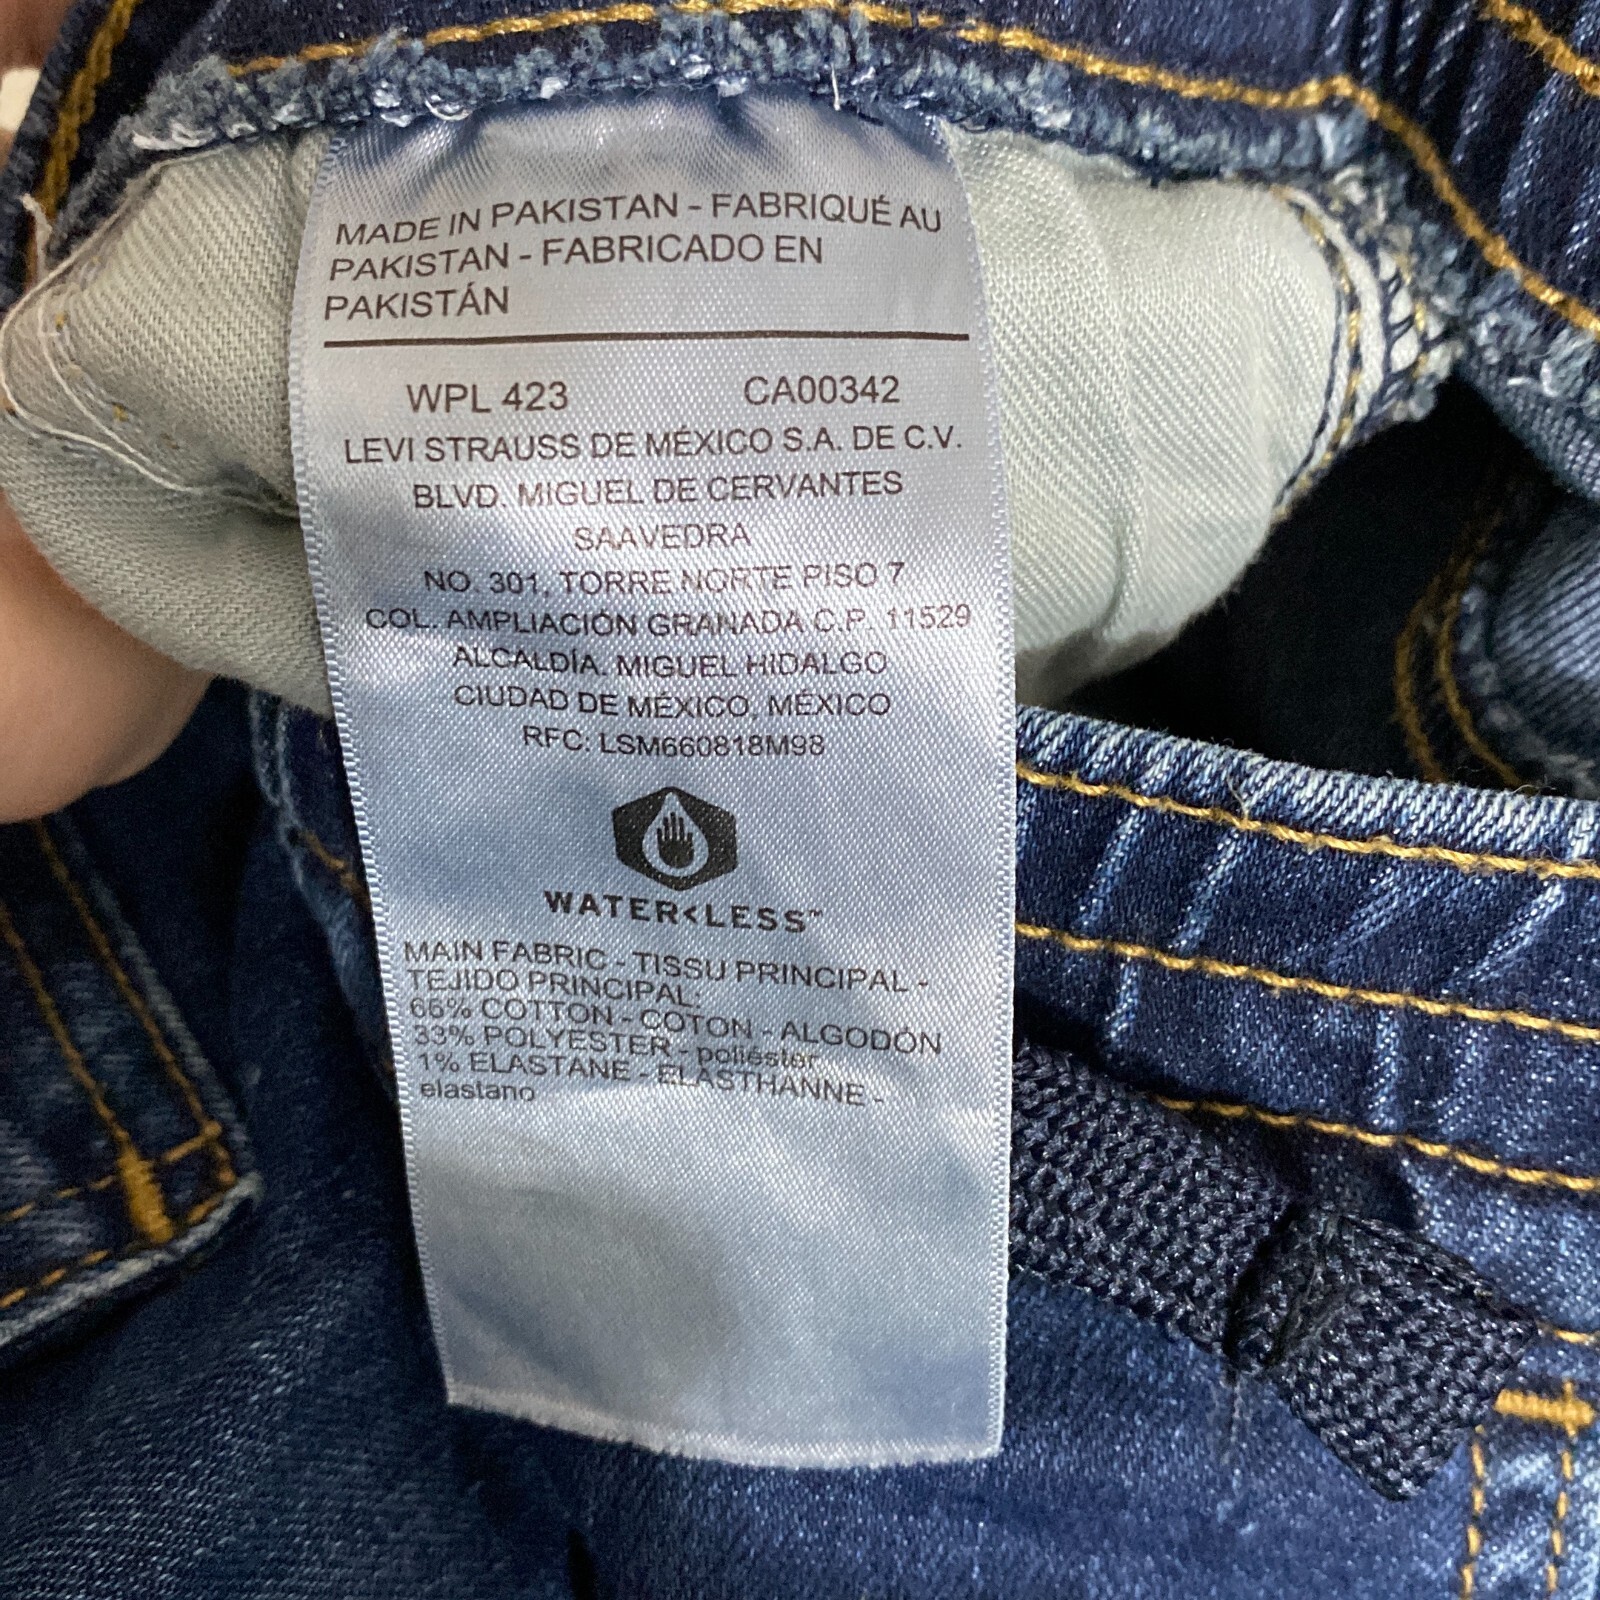 MADE IN PAKISTAN - FABRIQUÉ AU
PAKISTAN - FABRICADO EN
PAKISTÁN
WPL 423 CA00342
LEVI STRAUSS DE MÉXICO S.A. DE C.V.
BLVD. MIGUEL DE CERVANTES
SAAVEDRA
NO. 301, TORRE NORTE PISO 7
COL. AMPLIACIÓN GRANADA C.P. 11529
ALCALDÍA. MIGUEL HIDALGO
CIUDAD DE MÉXICO, MÉXICO
RFC: LSM660818M98
WATER<LESS™
MAIN FABRIC - TISSU PRINCIPAL -
TEJIDO PRINCIPAL:
66% COTTON - COTON - ALGODÓN
33% POLYESTER - poliéster
1% ELASTANE - ÉLASTHANNE -
elastano